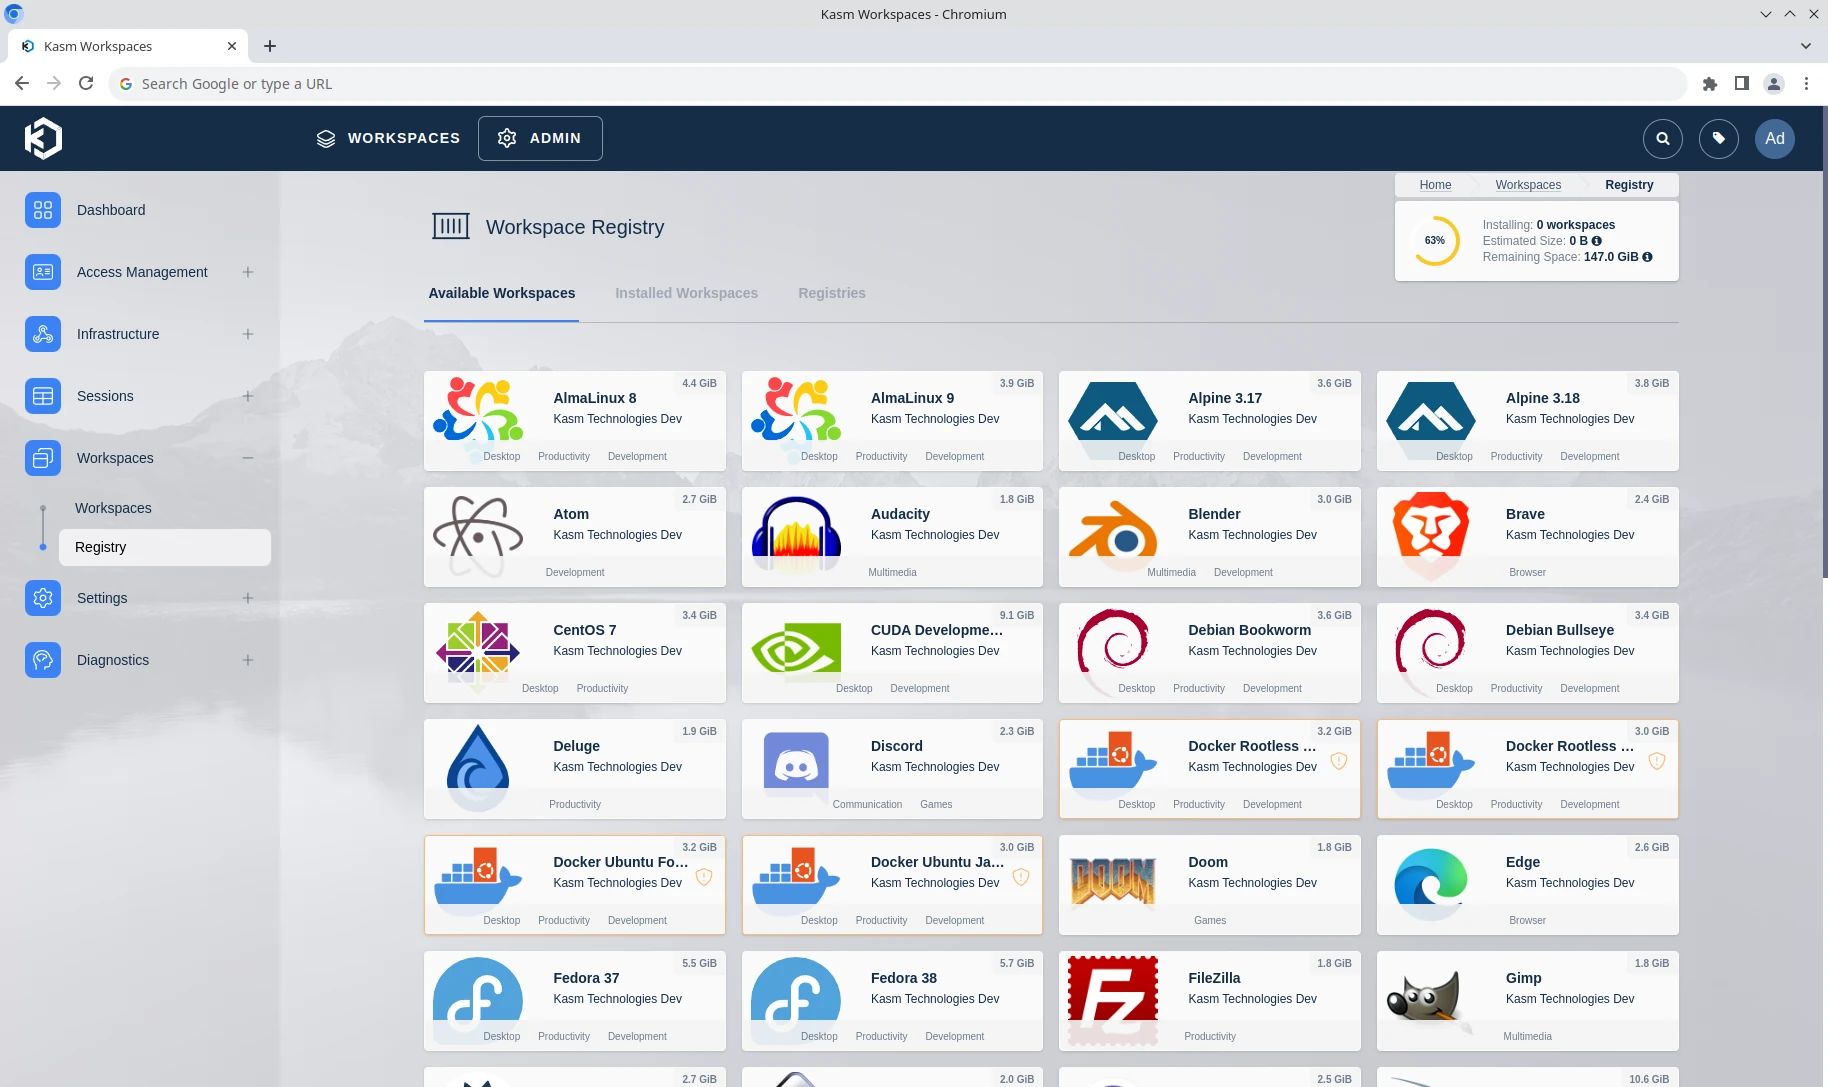 Kasm Workspaces - Chromium
Kasm Workspaces
Search Google or type a URL
WORKSPACES
ADMIN
Ad
Dashboard
Access Management
Infrastructure
Sessions
Workspaces
Workspaces
Registry
Settings
Diagnostics
Home
Workspaces
Registry
Workspace Registry
63%
Installing: 0 workspaces
Estimated Size: 0 B
Remaining Space: 147.0 GiB
Available Workspaces
Installed Workspaces
Registries
4.4 GiB
AlmaLinux 8
Kasm Technologies Dev
Desktop Productivity Development
3.9 GiB
AlmaLinux 9
Kasm Technologies Dev
Desktop Productivity Development
3.6 GiB
Alpine 3.17
Kasm Technologies Dev
Desktop Productivity Development
3.8 GiB
Alpine 3.18
Kasm Technologies Dev
Desktop Productivity Development
2.7 GiB
Atom
Kasm Technologies Dev
Development
1.8 GiB
Audacity
Kasm Technologies Dev
Multimedia
3.0 GiB
Blender
Kasm Technologies Dev
Multimedia Development
2.4 GiB
Brave
Kasm Technologies Dev
Browser
3.4 GiB
CentOS 7
Kasm Technologies Dev
Desktop Productivity
9.1 GiB
CUDA Developme...
Kasm Technologies Dev
Desktop Development
3.6 GiB
Debian Bookworm
Kasm Technologies Dev
Desktop Productivity Development
3.4 GiB
Debian Bullseye
Kasm Technologies Dev
Desktop Productivity Development
1.9 GiB
Deluge
Kasm Technologies Dev
Productivity
2.3 GiB
Discord
Kasm Technologies Dev
Communication Games
3.2 GiB
Docker Rootless ...
Kasm Technologies Dev
Desktop Productivity Development
3.0 GiB
Docker Rootless ...
Kasm Technologies Dev
Desktop Productivity Development
3.2 GiB
Docker Ubuntu Fo...
Kasm Technologies Dev
Desktop Productivity Development
3.0 GiB
Docker Ubuntu Ja...
Kasm Technologies Dev
Desktop Productivity Development
1.8 GiB
DOOM
Doom
Kasm Technologies Dev
Games
2.6 GiB
Edge
Kasm Technologies Dev
Browser
5.5 GiB
Fedora 37
Kasm Technologies Dev
Desktop Productivity Development
5.7 GiB
Fedora 38
Kasm Technologies Dev
Desktop Productivity Development
1.8 GiB
Fz
FileZilla
Kasm Technologies Dev
Productivity
1.8 GiB
Gimp
Kasm Technologies Dev
Multimedia
2.7 GiB
2.0 GiB
2.5 GiB
10.6 GiB